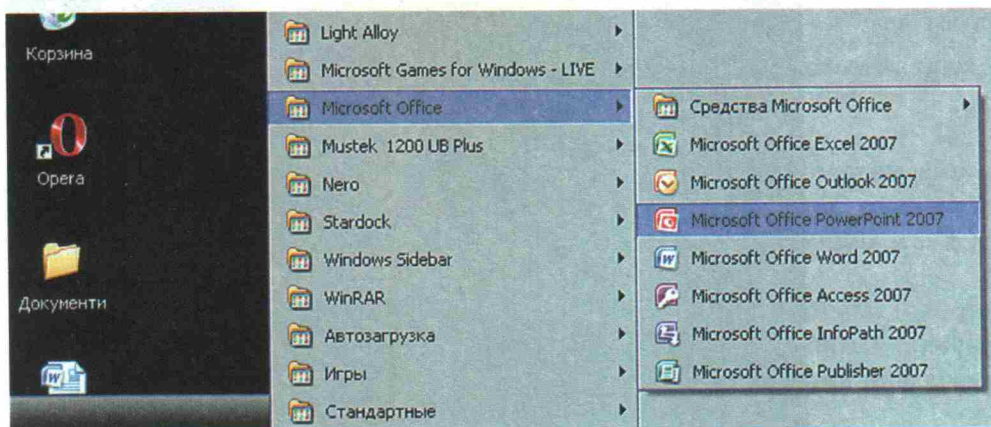 Корзина
Opera
Документи
Light Alloy
Microsoft Games for Windows - LIVE
Microsoft Office
Mustek 1200 UB Plus
Nero
Stardock
Windows Sidebar
WinRAR
Автозагрузка
Игры
Стандартные
Средства Microsoft Office
Microsoft Office Excel 2007
Microsoft Office Outlook 2007
Microsoft Office PowerPoint 2007
Microsoft Office Word 2007
Microsoft Office Access 2007
Microsoft Office InfoPath 2007
Microsoft Office Publisher 2007